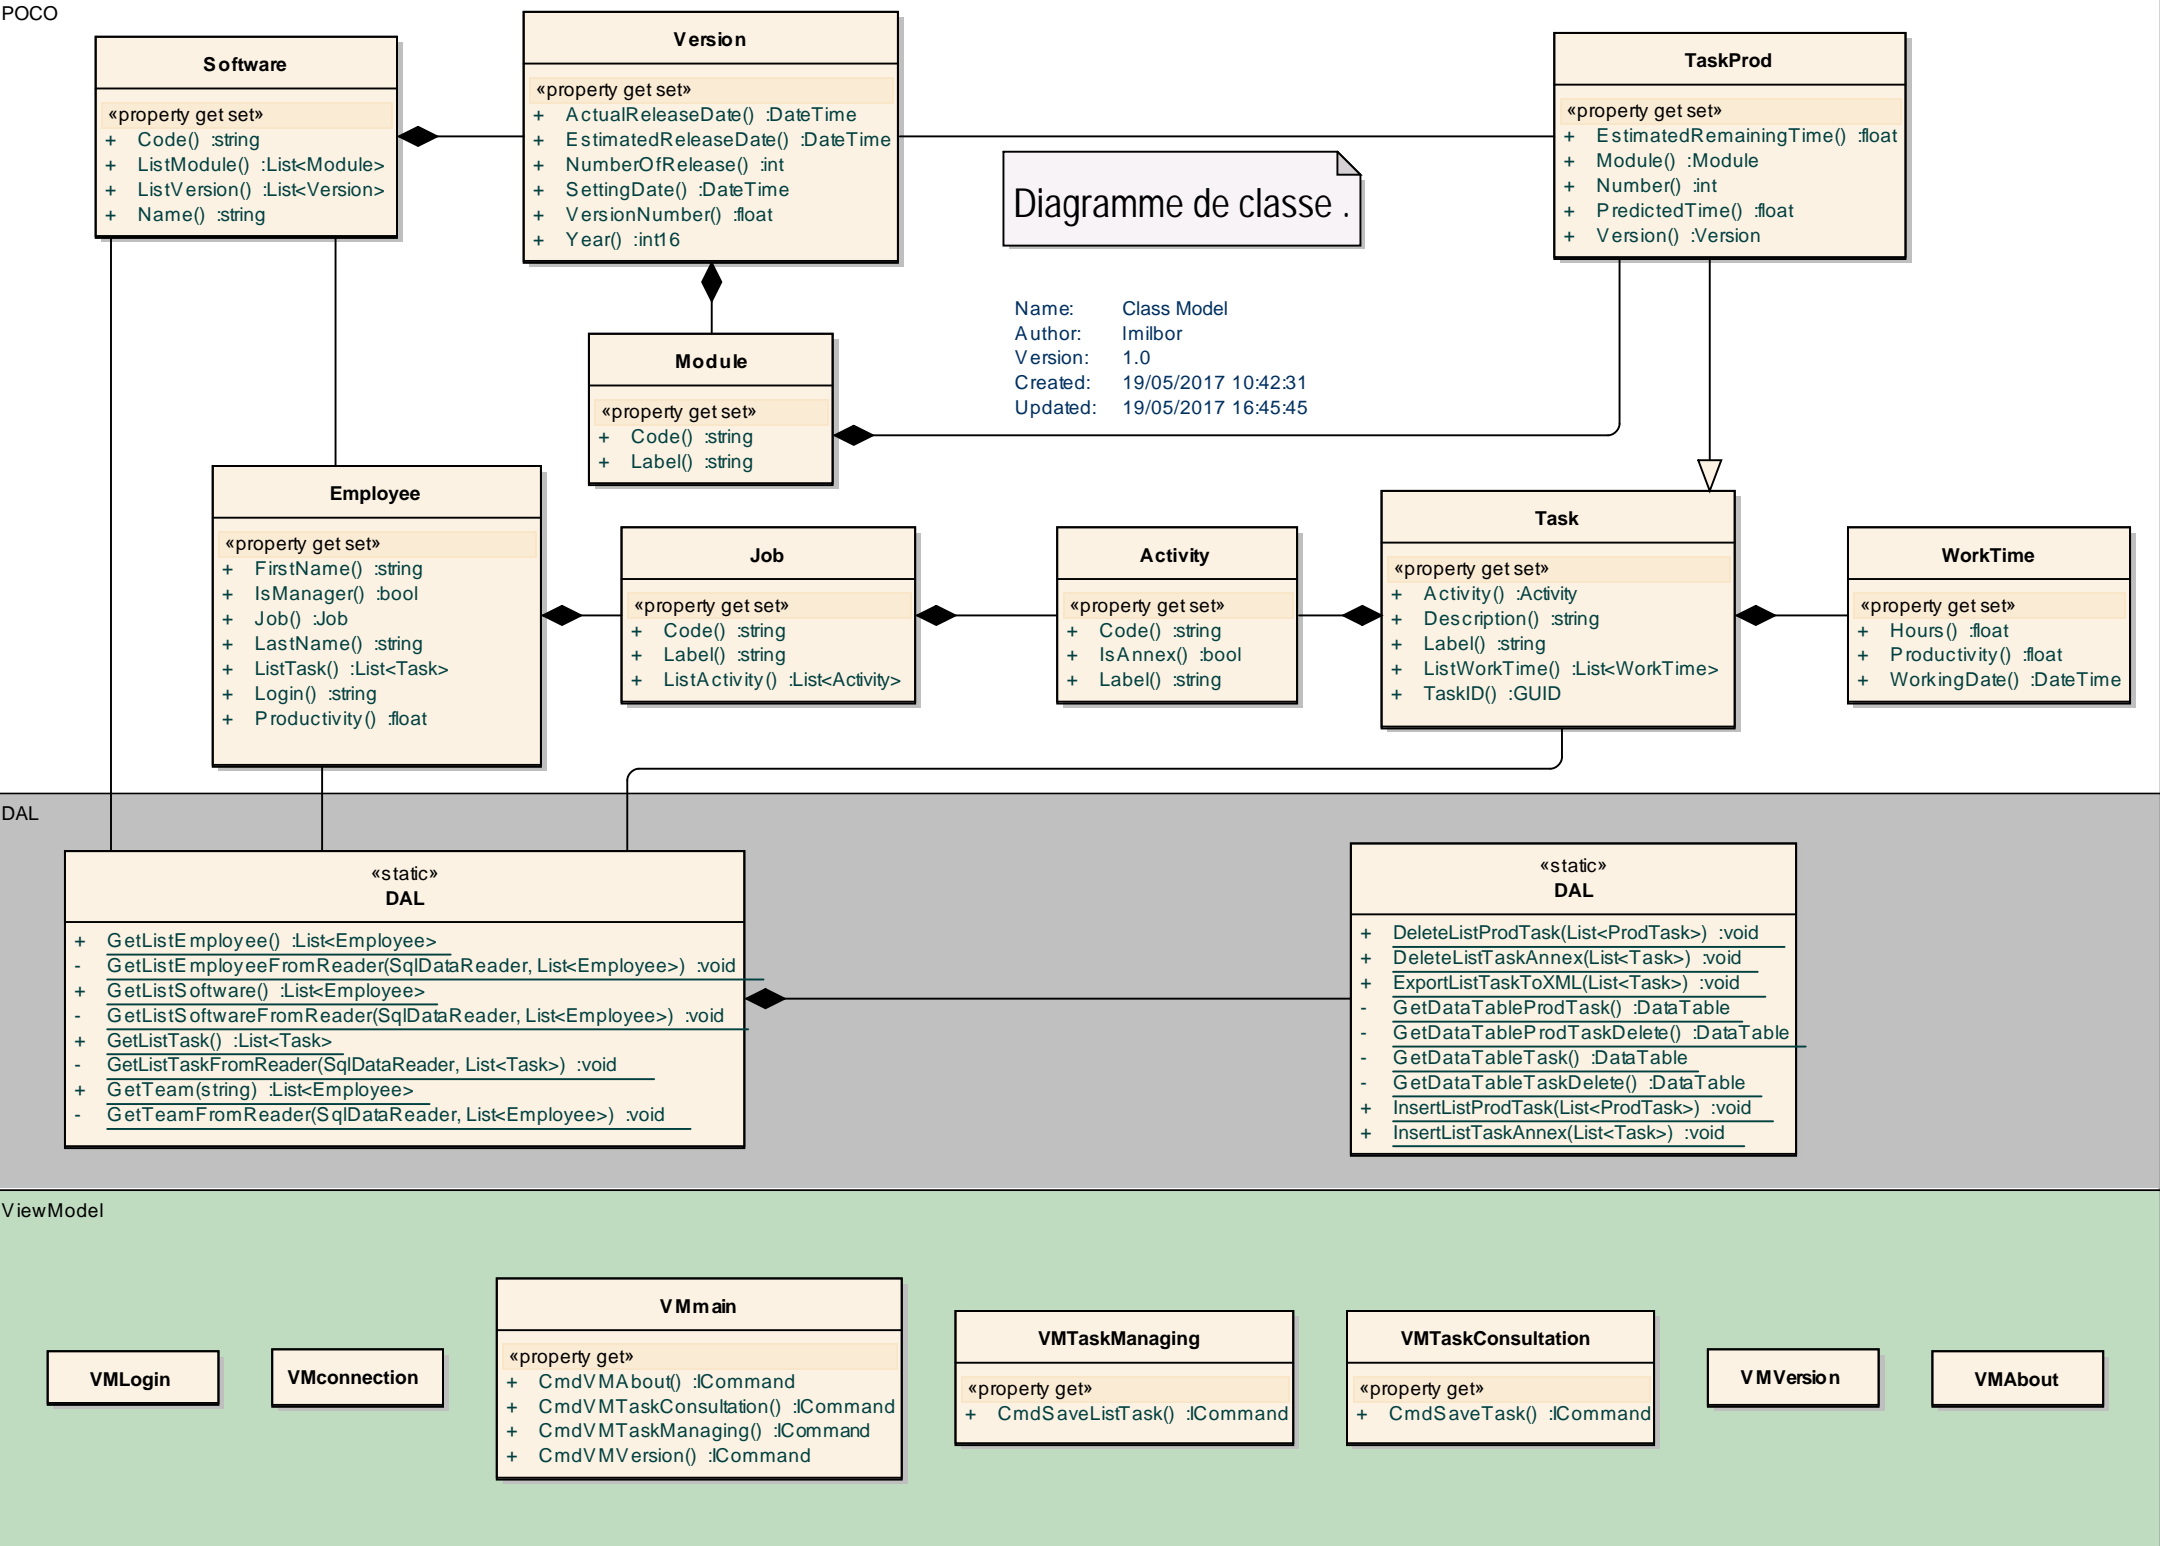 POCO
Software
«property get set»
+ Code() :string
+ ListModule() :List<Module>
+ ListVersion() :List<Version>
+ Name() :string
Version
«property get set»
+ ActualReleaseDate() :DateTime
+ EstimatedReleaseDate() :DateTime
+ NumberOfRelease() :int
+ SettingDate() :DateTime
+ VersionNumber() :float
+ Year() :int16
TaskProd
«property get set»
+ EstimatedRemainingTime() :float
+ Module() :Module
+ Number() :int
+ PredictedTime() :float
+ Version() :Version
Diagramme de classe .
Name: Class Model
Author: lmilbor
Version: 1.0
Created: 19/05/2017 10:42:31
Updated: 19/05/2017 16:45:45
Module
«property get set»
+ Code() :string
+ Label() :string
Employee
«property get set»
+ FirstName() :string
+ IsManager() :bool
+ Job() :Job
+ LastName() :string
+ ListTask() :List<Task>
+ Login() :string
+ Productivity() :float
Job
«property get set»
+ Code() :string
+ Label() :string
+ ListActivity() :List<Activity>
Activity
«property get set»
+ Code() :string
+ IsAnnex() :bool
+ Label() :string
Task
«property get set»
+ Activity() :Activity
+ Description() :string
+ Label() :string
+ ListWorkTime() :List<WorkTime>
+ TaskID() :GUID
WorkTime
«property get set»
+ Hours() :float
+ Productivity() :float
+ WorkingDate() :DateTime
DAL
«static»
DAL
+ GetListEmployee() :List<Employee>
- GetListEmployeeFromReader(SqlDataReader, List<Employee>) :void
+ GetListSoftware() :List<Employee>
- GetListSoftwareFromReader(SqlDataReader, List<Employee>) :void
+ GetListTask() :List<Task>
- GetListTaskFromReader(SqlDataReader, List<Task>) :void
+ GetTeam(string) :List<Employee>
- GetTeamFromReader(SqlDataReader, List<Employee>) :void
«static»
DAL
+ DeleteListProdTask(List<ProdTask>) :void
+ DeleteListTaskAnnex(List<Task>) :void
+ ExportListTaskToXML(List<Task>) :void
- GetDataTableProdTask() :DataTable
- GetDataTableProdTaskDelete() :DataTable
- GetDataTableTask() :DataTable
- GetDataTableTaskDelete() :DataTable
+ InsertListProdTask(List<ProdTask>) :void
+ InsertListTaskAnnex(List<Task>) :void
ViewModel
VMLogin
VMconnection
VMmain
«property get»
+ CmdVMAbout() :ICommand
+ CmdVMTaskConsultation() :ICommand
+ CmdVMTaskManaging() :ICommand
+ CmdVMVersion() :ICommand
VMTaskManaging
«property get»
+ CmdSaveListTask() :ICommand
VMTaskConsultation
«property get»
+ CmdSaveTask() :ICommand
VMVersion
VMAbout